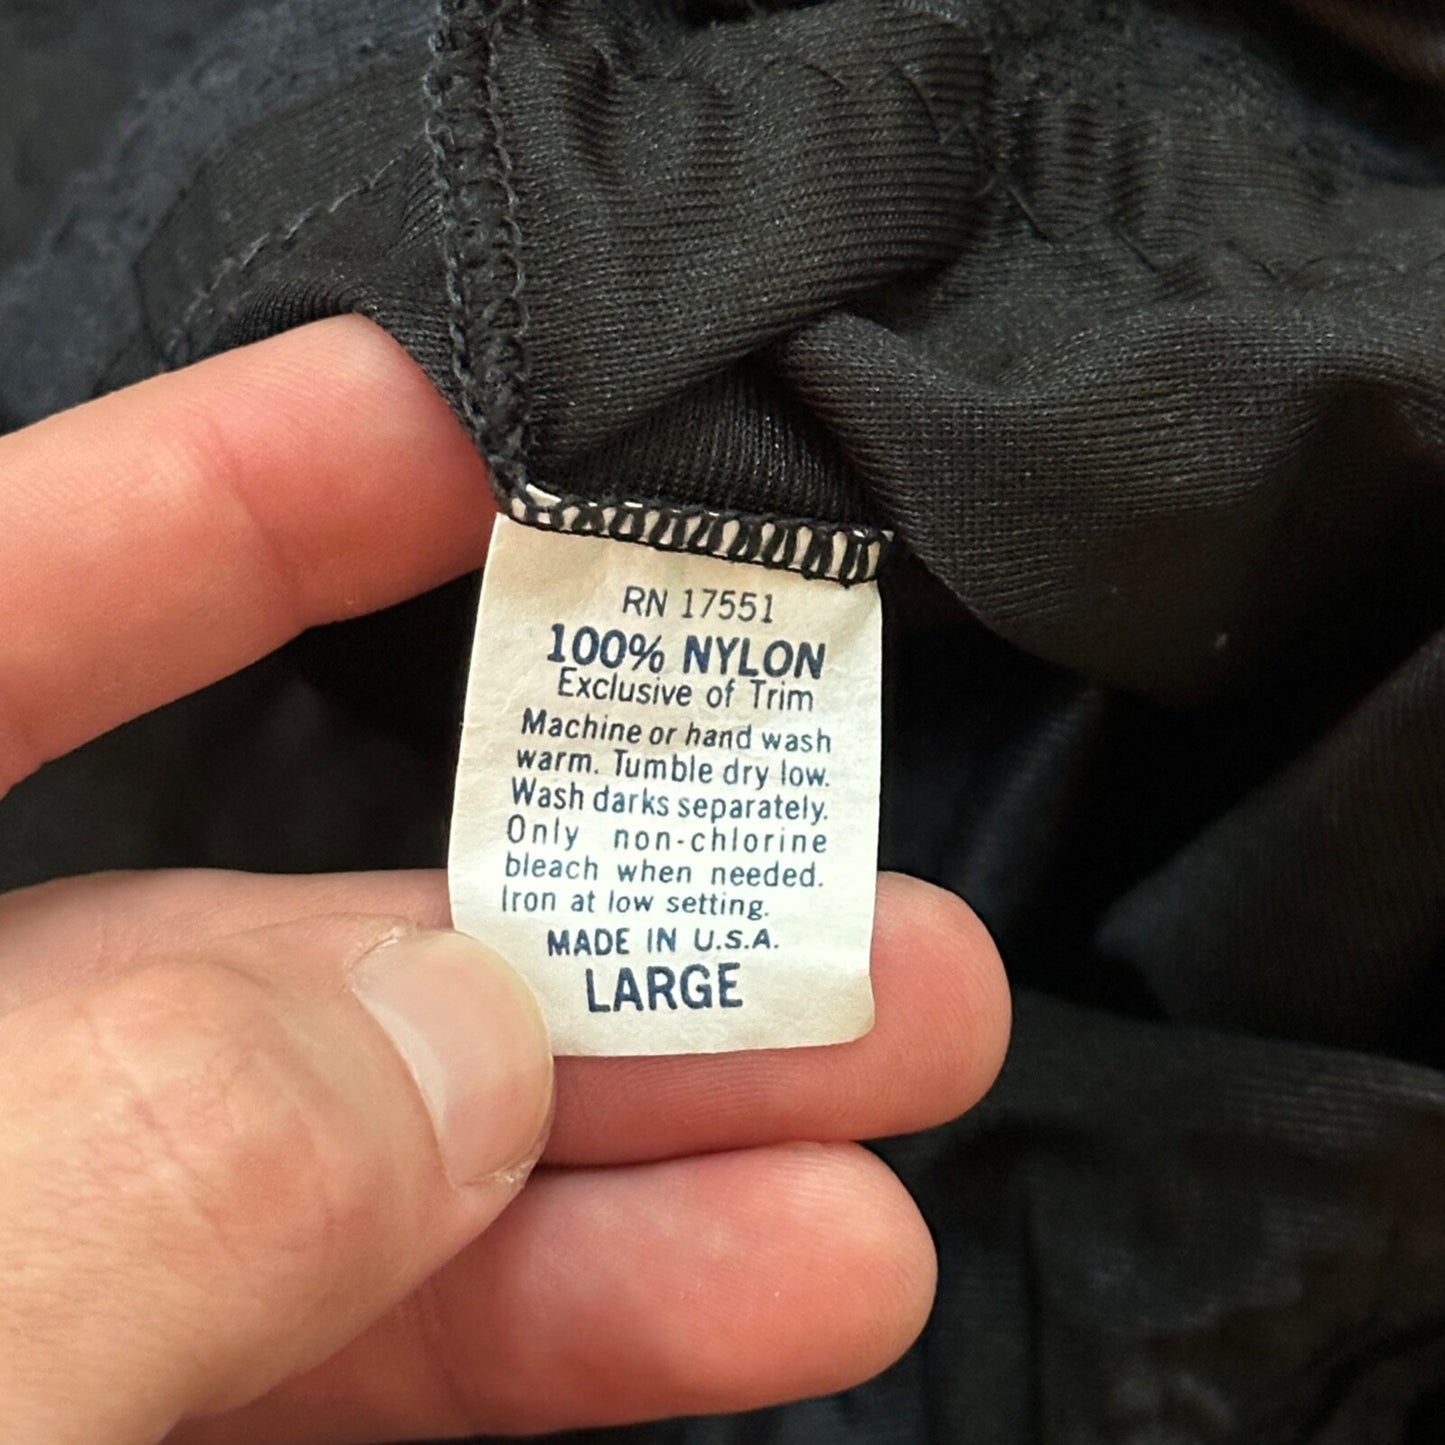 RN 17551
100% NYLON
Exclusive of Trim
Machine or hand wash
warm. Tumble dry low.
Wash darks separately.
Only non-chlorine
bleach when needed.
Iron at low setting.
MADE IN U.S.A.
LARGE